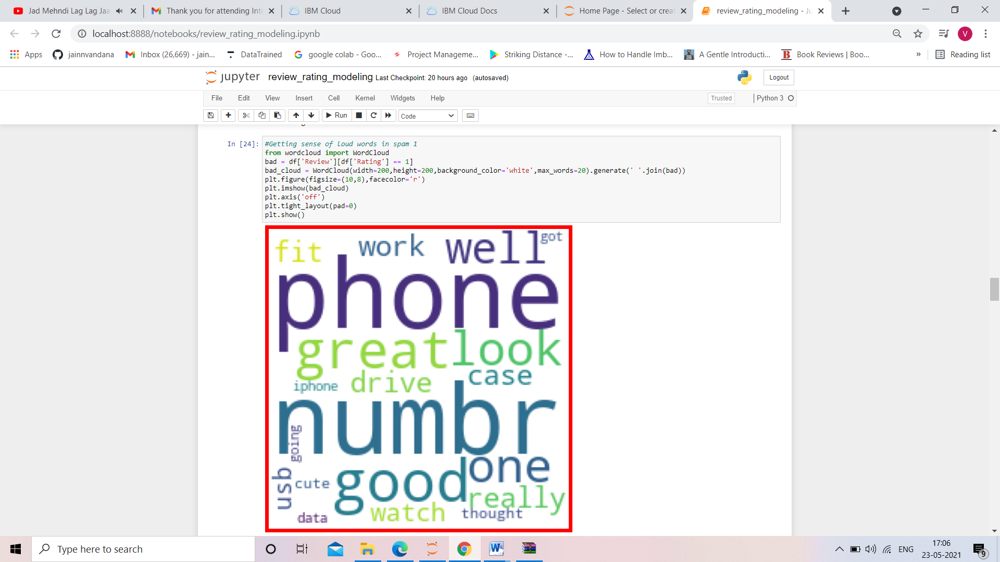 Jad Mehndi Lag Lag Jaa
Thank you for attending Inte
IBM Cloud
IBM Cloud Docs
Home Page - Select or creat
review_rating_modeling - Ju
localhost:8888/notebooks/review_rating_modeling.ipynb
V
Apps
jainnvandana
Inbox (26,669) - jain...
DataTrained
google colab - Goo...
Project Manageme...
Striking Distance -...
How to Handle Imb...
A Gentle Introducti...
B
Book Reviews | Boo...
»
Reading list
jupyter
review_rating_modeling Last Checkpoint: 20 hours ago (autosaved)
Logout
File Edit View Insert Cell Kernel Widgets Help
Trusted
Python 3
Run
Code
In [24]:
#Getting sense of loud words in spam 1
from wordcloud import WordCloud
bad = df['Review'][df['Rating'] == 1]
bad_cloud = WordCloud(width=200,height=200,background_color='white',max_words=20).generate(' '.join(bad))
plt.figure(figsize=(10,8),facecolor='r')
plt.imshow(bad_cloud)
plt.axis('off')
plt.tight_layout(pad=0)
plt.show()
fit
work
well
got
phone
great
look
case
iphone
drive
numbr
going
one
usb
cute
good
really
watch
thought
data
Type here to search
ENG
17:06
23-05-2021
9